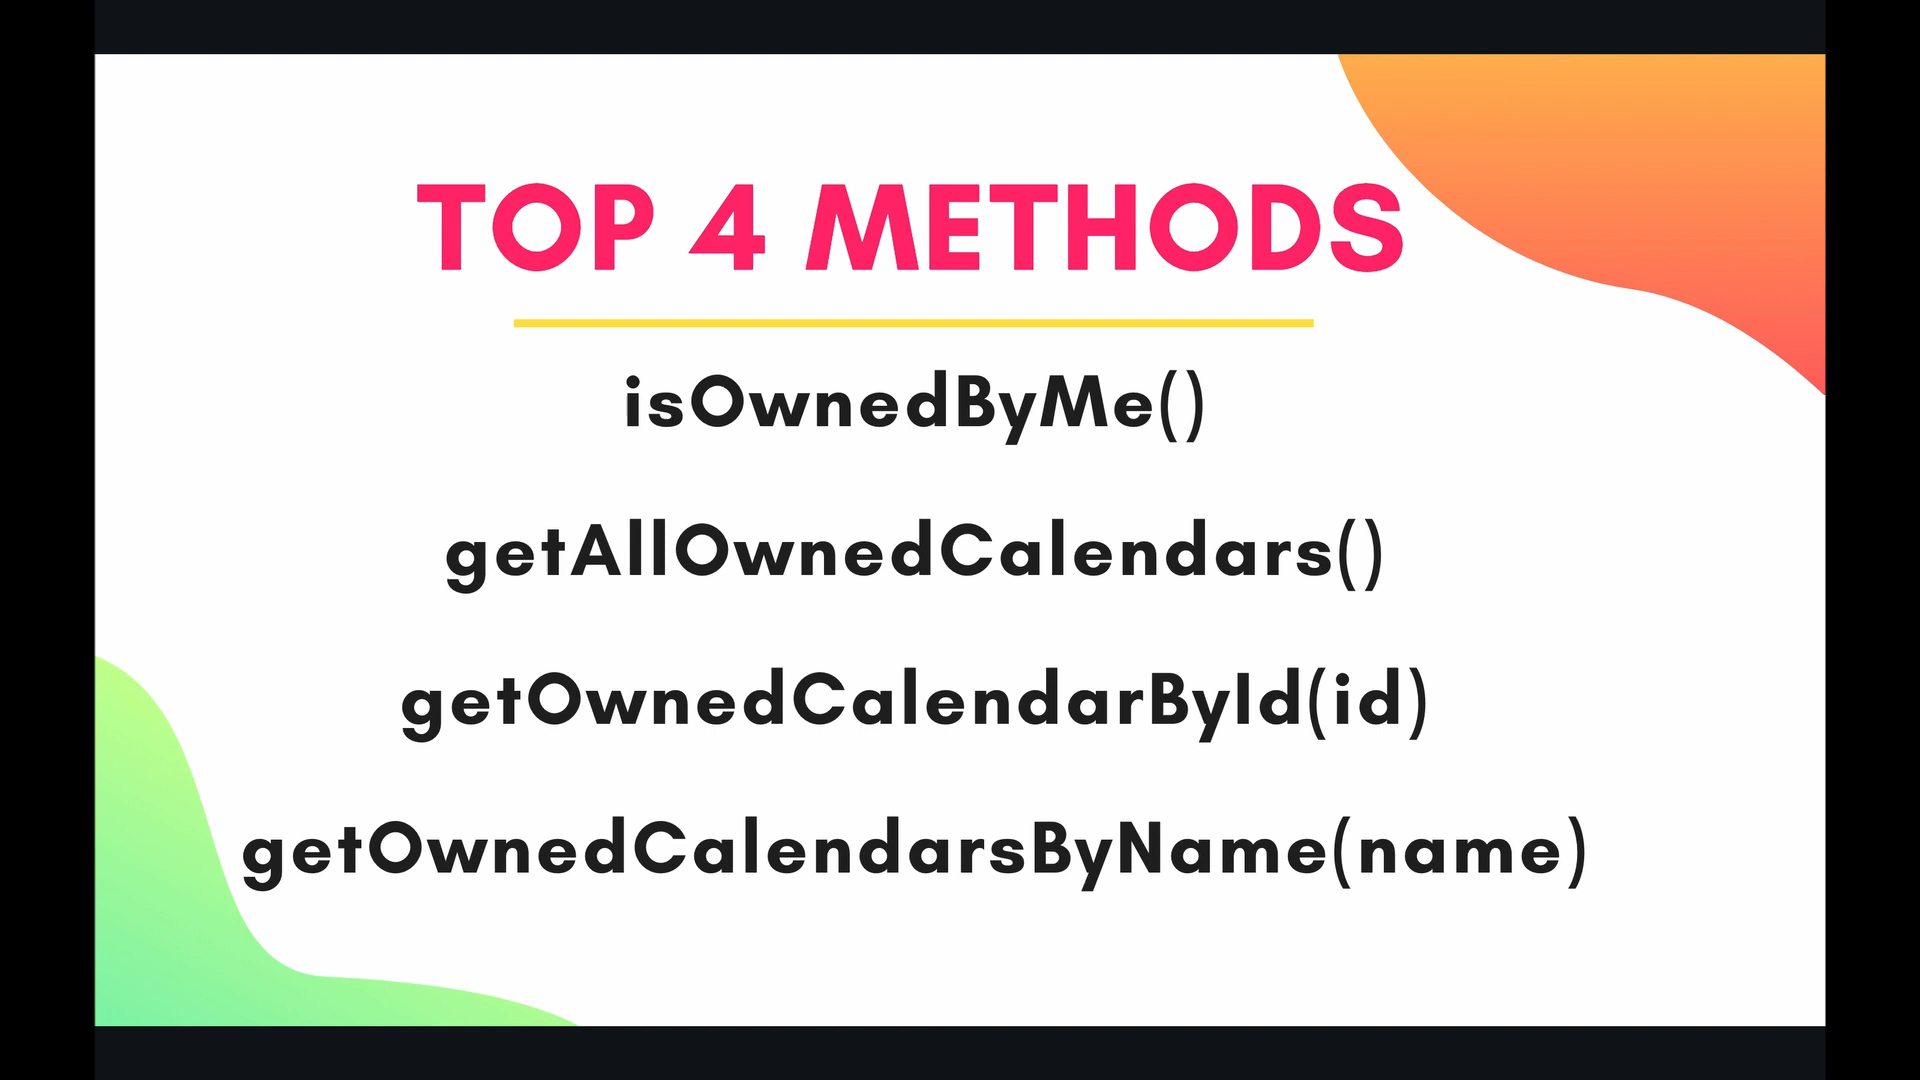 TOP 4 METHODS
isOwnedByMe()
getAllOwnedCalendars()
getOwnedCalendarById(id)
getOwnedCalendarsByName(name)